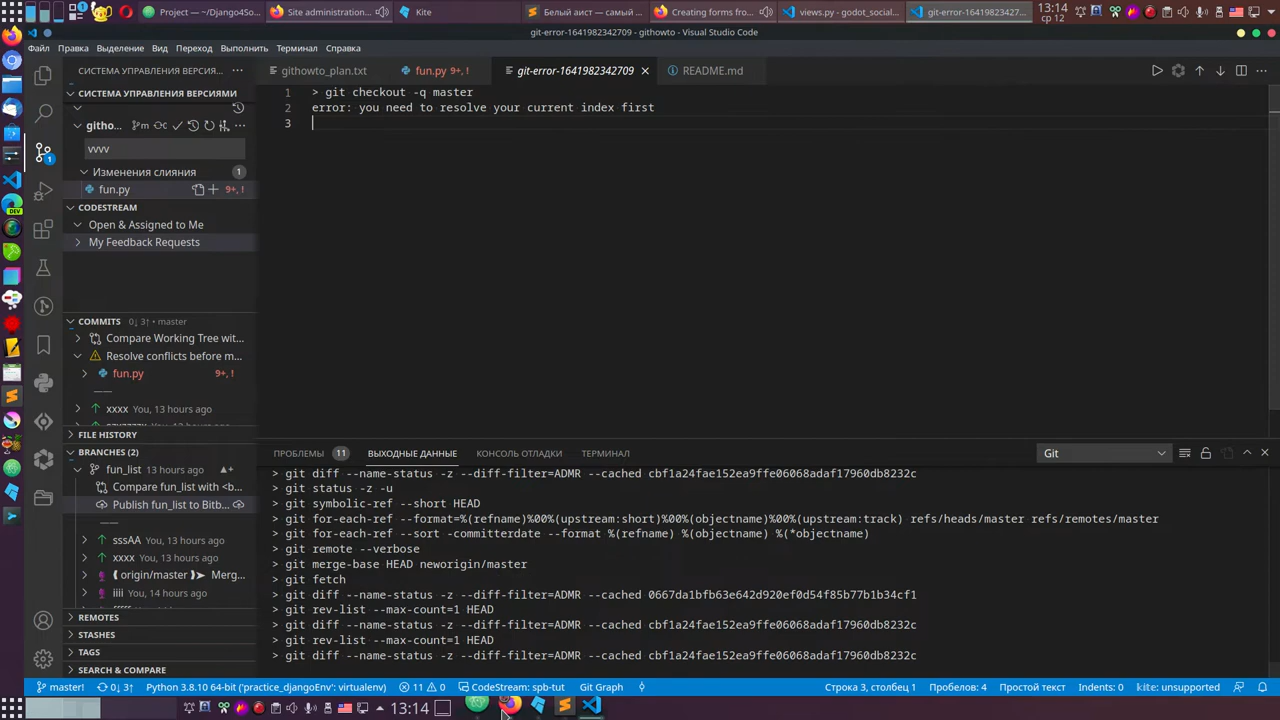 Project — ~/Django4So...
Site administration...
Kite
Белый аист — самый ...
Creating forms from...
views.py - godot_social...
git-error-16419823427...
13:14
ср 12
git-error-1641982342709 - githowto - Visual Studio Code
Файл Правка Выделение Вид Переход Выполнить Терминал Справка
СИСТЕМА УПРАВЛЕНИЯ ВЕРСИЯ... ···
githowto_plan.txt
fun.py 9+, !
git-error-1641982342709
README.md
СИСТЕМА УПРАВЛЕНИЯ ВЕРСИЯМИ
githo... m ···
vvvv
Изменения слияния 1
fun.py 9+, !
CODESTREAM
Open & Assigned to Me
My Feedback Requests
COMMITS 0↓ 3↑ • master
Compare Working Tree wit...
Resolve conflicts before m...
fun.py 9+, !
xxxx You, 13 hours ago
FILE HISTORY
BRANCHES (2)
fun_list 13 hours ago ▲+
Compare fun_list with <b...
Publish fun_list to Bitb...
sssAA You, 13 hours ago
xxxx You, 13 hours ago
❪origin/master❫➤ Merg...
iiii You, 14 hours ago
REMOTES
STASHES
TAGS
SEARCH & COMPARE
1 > git checkout -q master
2 error: you need to resolve your current index first
3
ПРОБЛЕМЫ 11 ВЫХОДНЫЕ ДАННЫЕ КОНСОЛЬ ОТЛАДКИ ТЕРМИНАЛ Git
> git diff --name-status -z --diff-filter=ADMR --cached cbf1a24fae152ea9ffe06068adaf17960db8232c
> git status -z -u
> git symbolic-ref --short HEAD
> git for-each-ref --format=%(refname)%00%(upstream:short)%00%(objectname)%00%(upstream:track) refs/heads/master refs/remotes/master
> git for-each-ref --sort -committerdate --format %(refname) %(objectname) %(*objectname)
> git remote --verbose
> git merge-base HEAD neworigin/master
> git fetch
> git diff --name-status -z --diff-filter=ADMR --cached 0667da1bfb63e642d920ef0d54f85b77b1b34cf1
> git rev-list --max-count=1 HEAD
> git diff --name-status -z --diff-filter=ADMR --cached cbf1a24fae152ea9ffe06068adaf17960db8232c
> git rev-list --max-count=1 HEAD
> git diff --name-status -z --diff-filter=ADMR --cached cbf1a24fae152ea9ffe06068adaf17960db8232c
master! 0↓ 3↑ Python 3.8.10 64-bit ('practice_djangoEnv': virtualenv) 11 0 CodeStream: spb-tut Git Graph Строка 3, столбец 1 Пробелов: 4 Простой текст Indents: 0 kite: unsupported
13:14